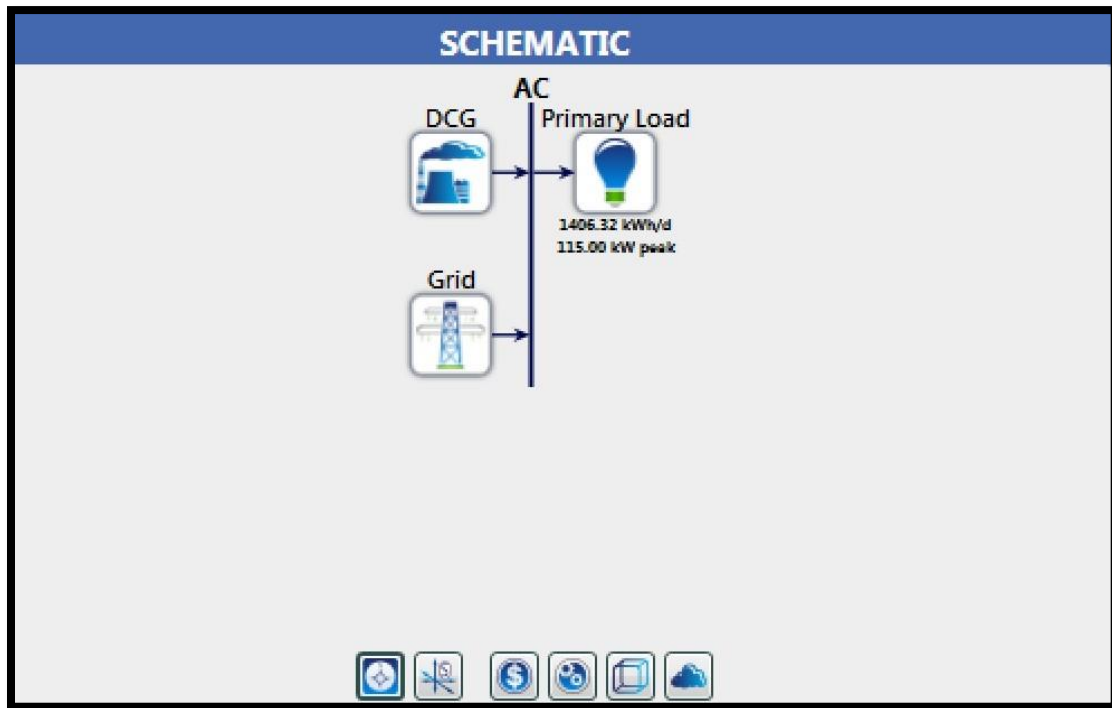 SCHEMATIC
AC
DCG
Primary Load
1406.32 kWh/d
115.00 kW peak
Grid